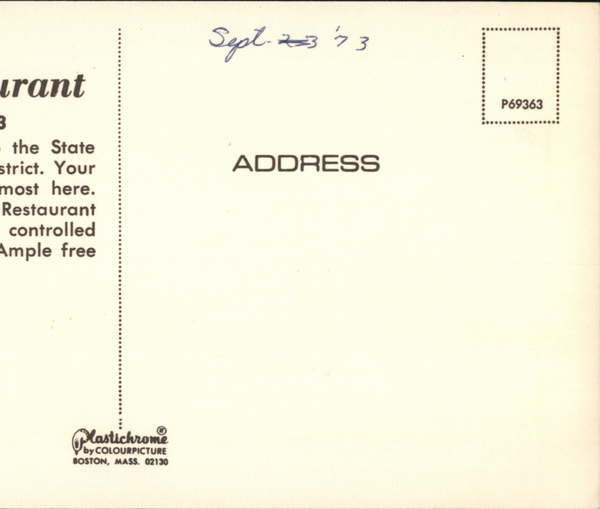 Sept. 23 '73
P69363
urant
3
the State
strict. Your
most here.
Restaurant
controlled
Ample free
ADDRESS
Plastichrome®
by COLOURPICTURE
BOSTON, MASS. 02130